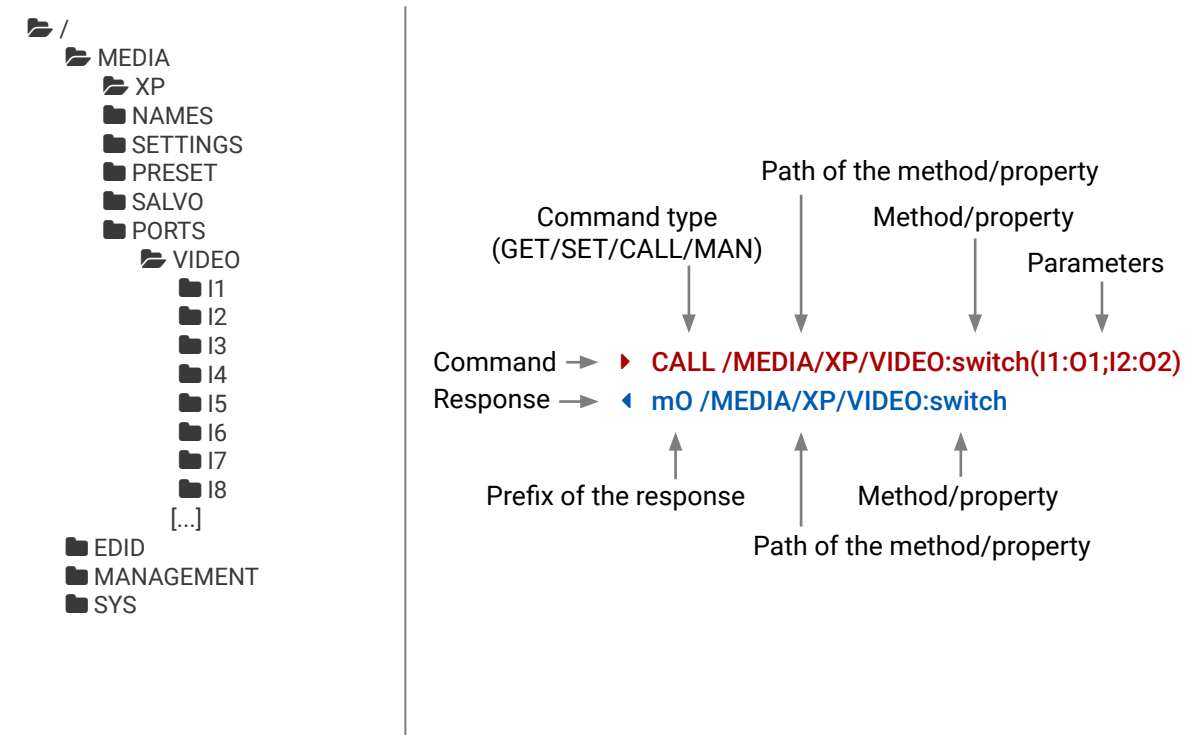 /
MEDIA
XP
NAMES
SETTINGS
PRESET
SALVO
PORTS
VIDEO
I1
I2
I3
I4
I5
I6
I7
I8
[...]
EDID
MANAGEMENT
SYS
Path of the method/property
Command type
(GET/SET/CALL/MAN)
Method/property
Parameters
Command
CALL /MEDIA/XP/VIDEO:switch(I1:O1;I2:O2)
Response
mO /MEDIA/XP/VIDEO:switch
Prefix of the response
Method/property
Path of the method/property